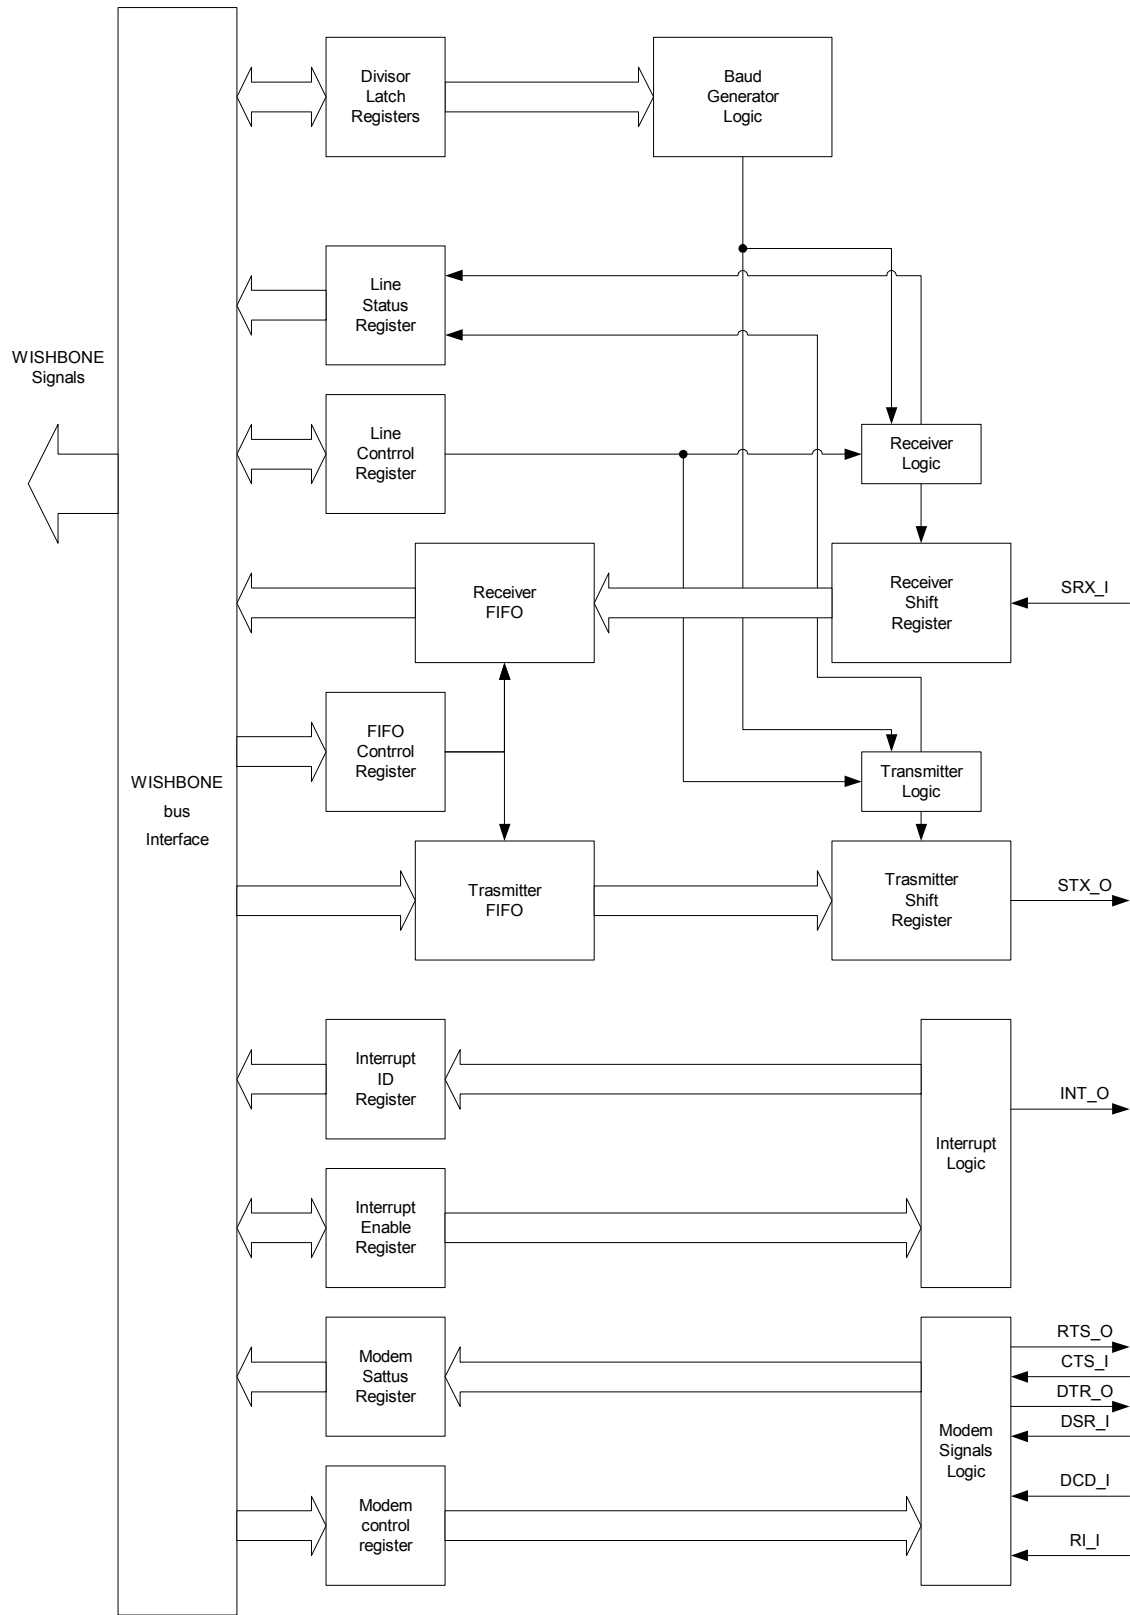 Divisor
Latch
Registers
Baud
Generator
Logic
Line
Status
Register
WISHBONE
Signals
Line
Control
Register
Receiver
Logic
Receiver
FIFO
Receiver
Shift
Register
SRX_I
FIFO
Contrrol
Register
WISHBONE
bus
Interface
Transmitter
Logic
Trasmitter
FIFO
Trasmitter
Shift
Register
STX_O
Interrupt
ID
Register
INT_O
Interrupt
Logic
Interrupt
Enable
Register
Modem
Sattus
Register
RTS_O
CTS_I
DTR_O
DSR_I
Modem
Signals
Logic
DCD_I
RI_I
Modem
control
register